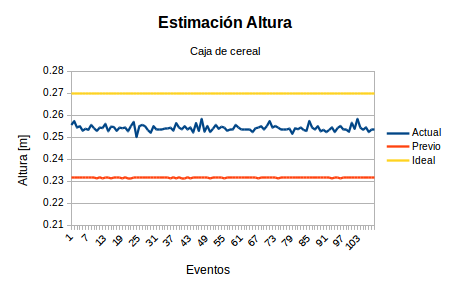 Estimación Altura
Caja de cereal
0.28
0.27
0.26
0.25
0.24
0.23
0.22
0.21
Altura [m]
1 7 13 19 25 31 37 43 49 55 61 67 73 79 85 91 97 103
Eventos
Actual
Previo
Ideal